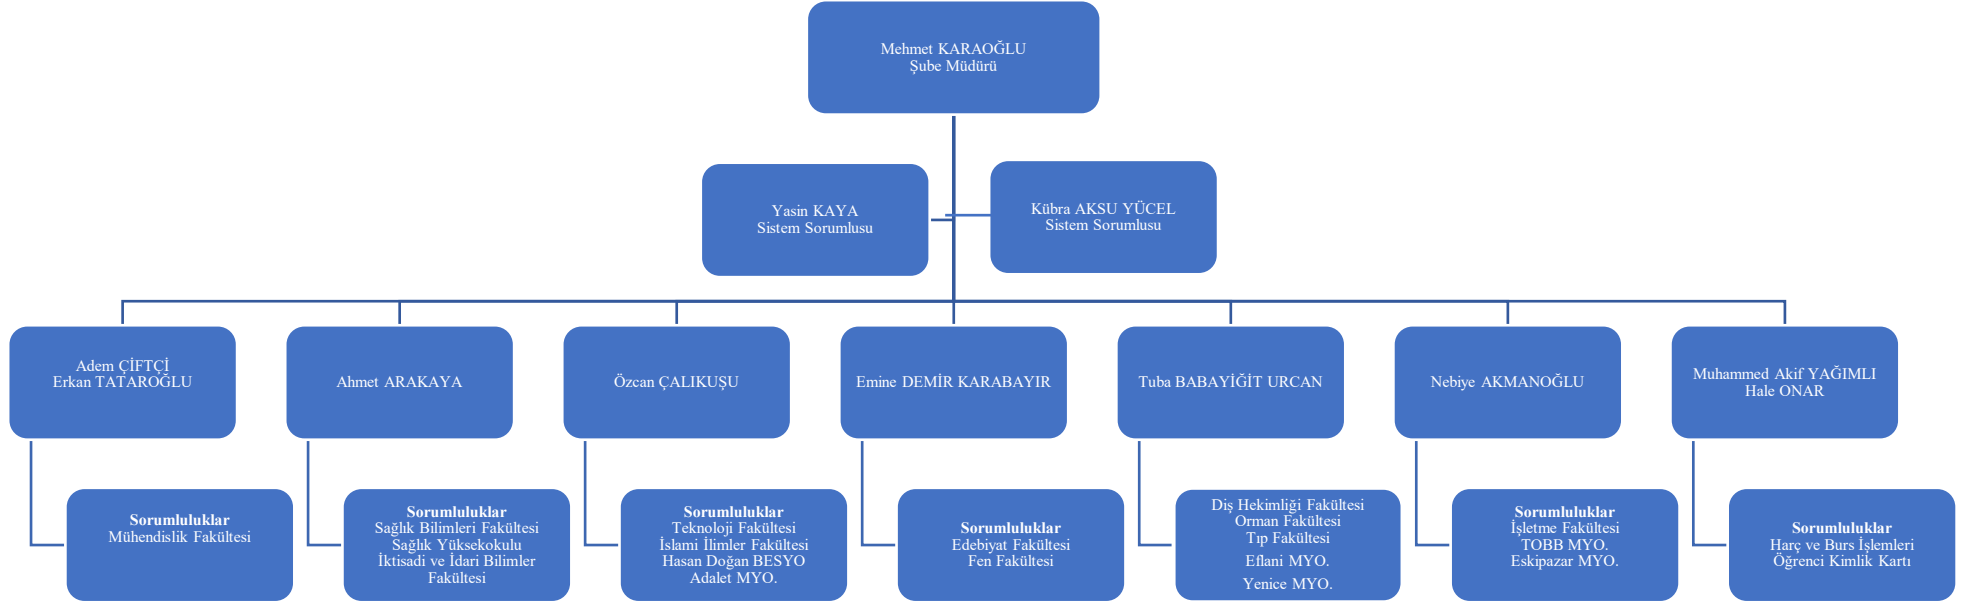 Mehmet KARAOĞLU
Şube Müdürü
Yasin KAYA
Sistem Sorumlusu
Kübra AKSU YÜCEL
Sistem Sorumlusu
Adem ÇİFTÇİ
Erkan TATAROĞLU
Ahmet ARAKAYA
Özcan ÇALIKUŞU
Emine DEMİR KARABAYIR
Tuba BABAYİĞİT URCAN
Nebiye AKMANOĞLU
Muhammed Akif YAĞIMLI
Hale ONAR
Sorumluluklar
Mühendislik Fakültesi
Sorumluluklar
Sağlık Bilimleri Fakültesi
Sağlık Yüksekokulu
İktisadi ve İdari Bilimler
Fakültesi
Sorumluluklar
Teknoloji Fakültesi
İslami İlimler Fakültesi
Hasan Doğan BESYO
Adalet MYO.
Sorumluluklar
Edebiyat Fakültesi
Fen Fakültesi
Diş Hekimliği Fakültesi
Orman Fakültesi
Tıp Fakültesi
Eflani MYO.
Yenice MYO.
Sorumluluklar
İşletme Fakültesi
TOBB MYO.
Eskipazar MYO.
Sorumluluklar
Harç ve Burs İşlemleri
Öğrenci Kimlik Kartı